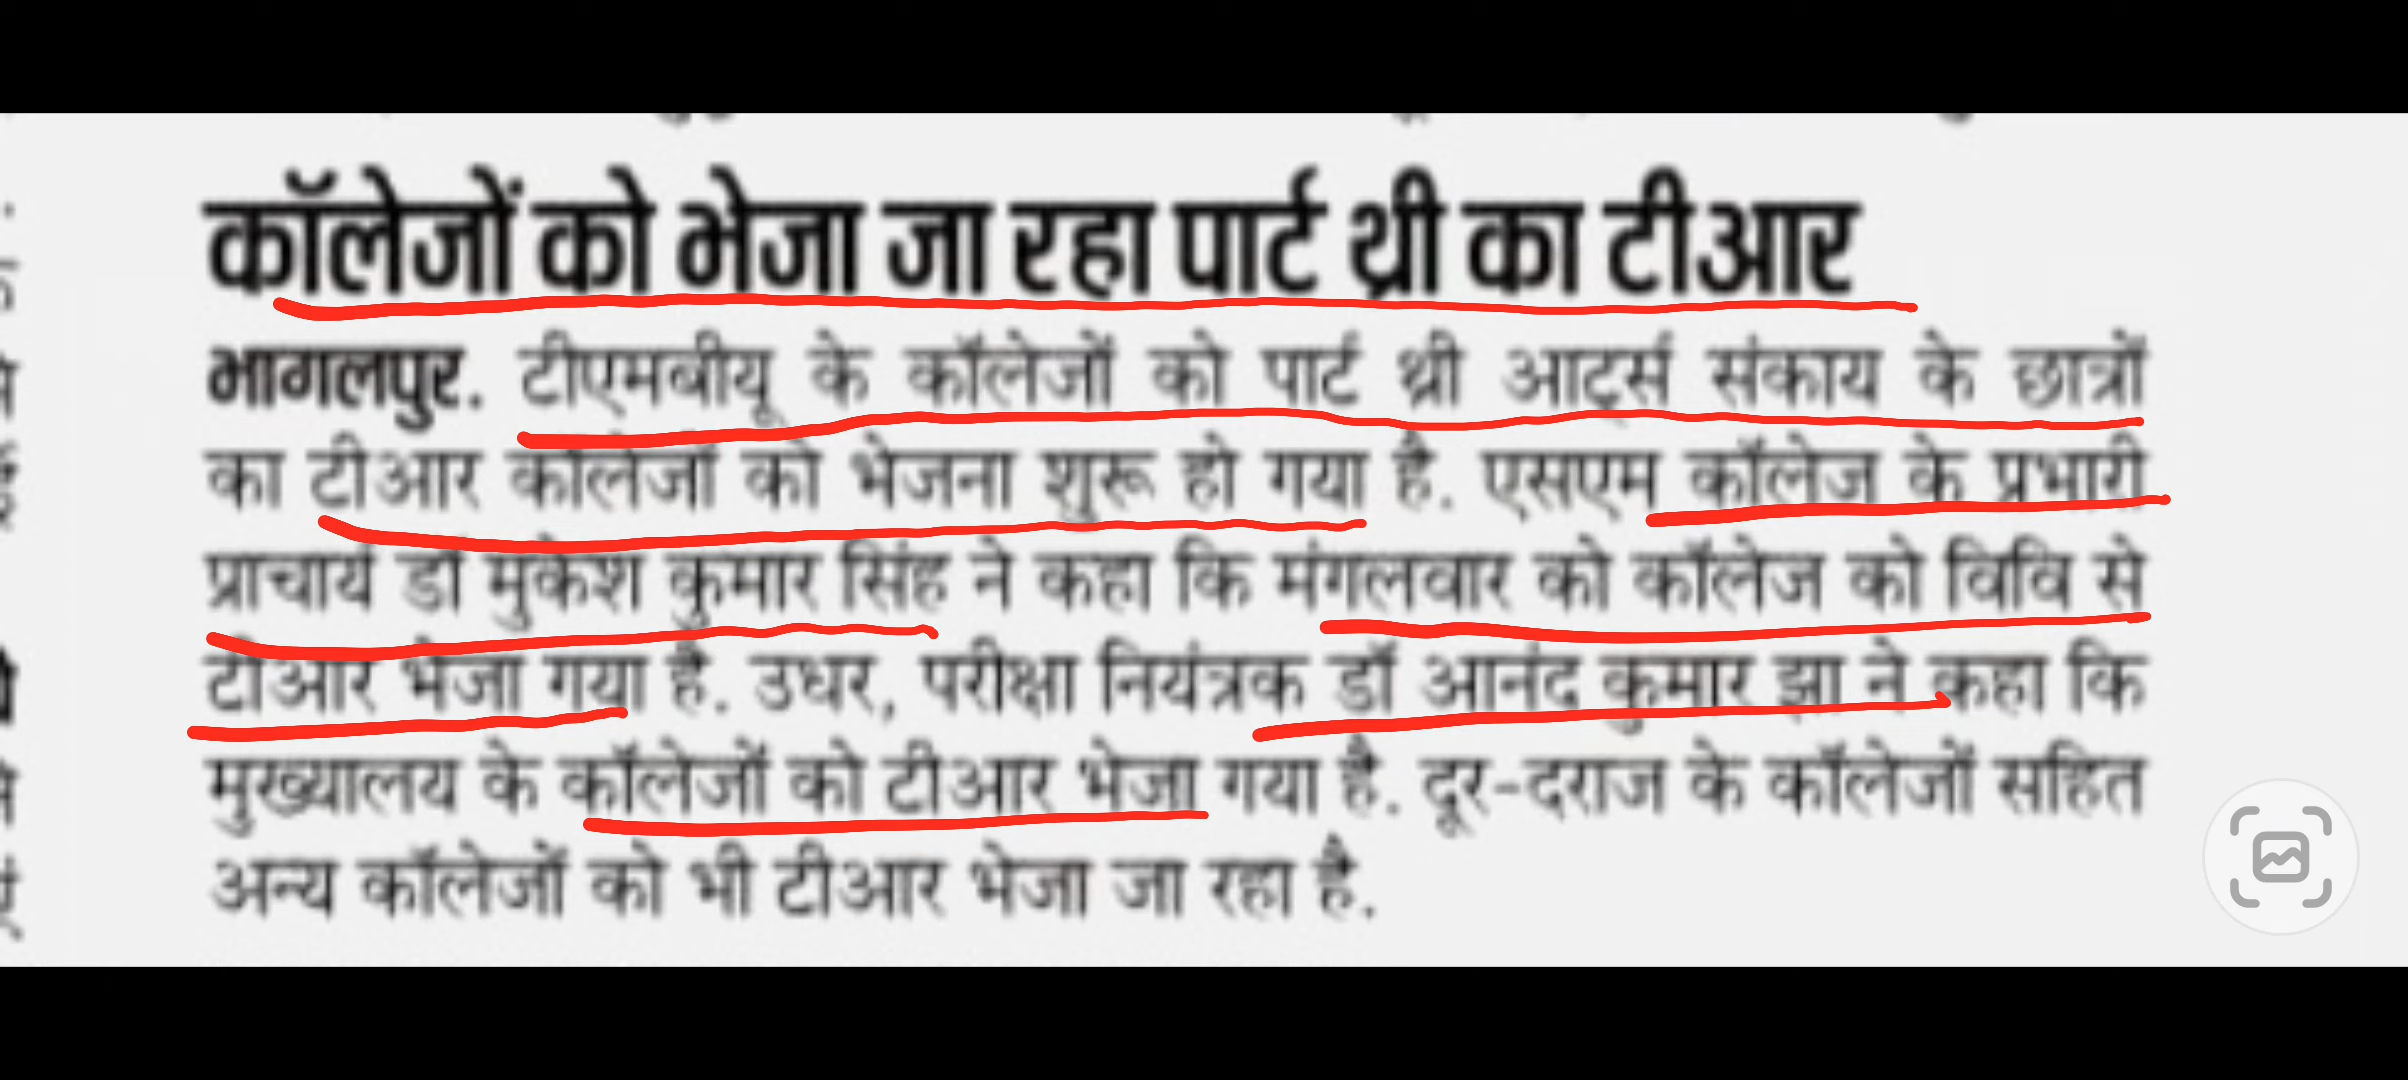 कॉलेजों को भेजा जा रहा पार्ट थ्री का टीआर
भागलपुर. टीएमबीयू के कॉलेजों को पार्ट थ्री आर्ट्स संकाय के छात्रों
का टीआर कॉलेजों को भेजना शुरू हो गया है. एसएम कॉलेज के प्रभारी
प्राचार्य डॉ मुकेश कुमार सिंह ने कहा कि मंगलवार को कॉलेज को विवि से
टीआर भेजा गया है. उधर, परीक्षा नियंत्रक डॉ आनंद कुमार झा ने कहा कि
मुख्यालय के कॉलेजों को टीआर भेजा गया है. दूर-दराज के कॉलेजों सहित
अन्य कॉलेजों को भी टीआर भेजा जा रहा है.